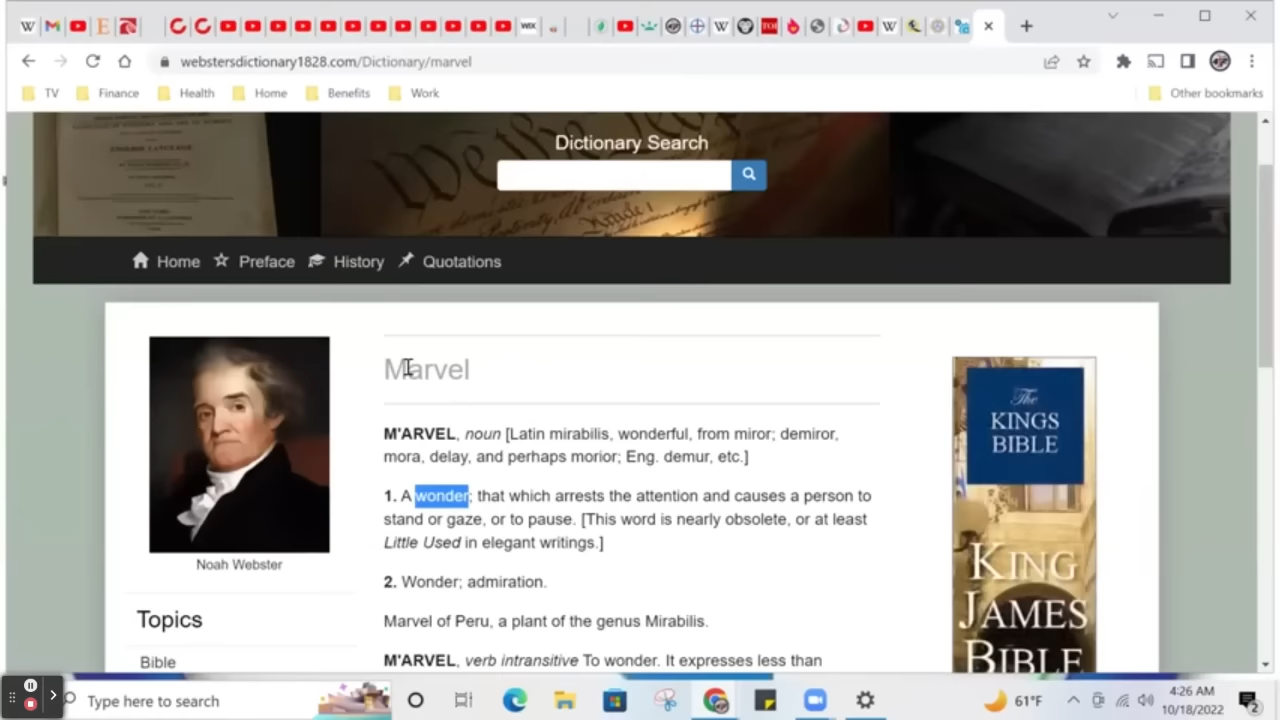 webstersdictionary1828.com/Dictionary/marvel
TV Finance Health Home Benefits Work Other bookmarks
Dictionary Search
Home Preface History Quotations
Marvel
M'ARVEL, noun [Latin mirabilis, wonderful, from miror; demiror,
mora, delay, and perhaps morior; Eng. demur, etc.]
1. A wonder; that which arrests the attention and causes a person to
stand or gaze, or to pause. [This word is nearly obsolete, or at least
Little Used in elegant writings.]
2. Wonder; admiration.
Marvel of Peru, a plant of the genus Mirabilis.
M'ARVEL, verb intransitive To wonder. It expresses less than
Noah Webster
Topics
Bible
The
KINGS
BIBLE
KING
JAMES
BIBLE
Type here to search
61°F
4:26 AM
10/18/2022
2